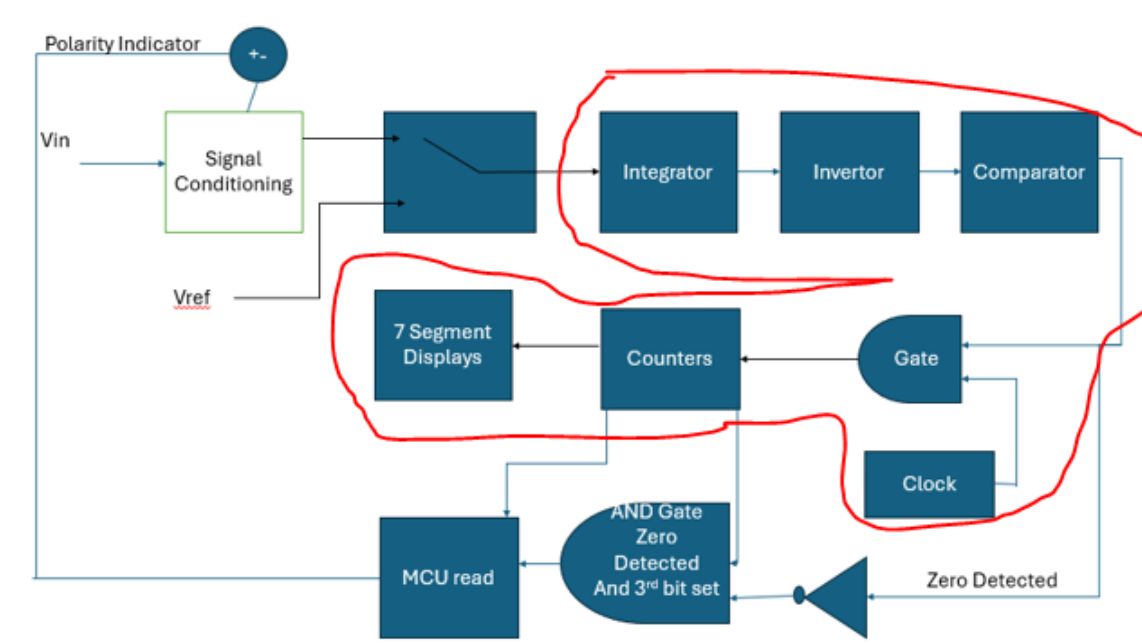 Polarity Indicator
+-
Vin
Signal
Conditioning
Integrator
Invertor
Comparator
Vref
7 Segment
Displays
Counters
Gate
Clock
AND Gate
Zero
Detected
And 3rd bit set
MCU read
Zero Detected